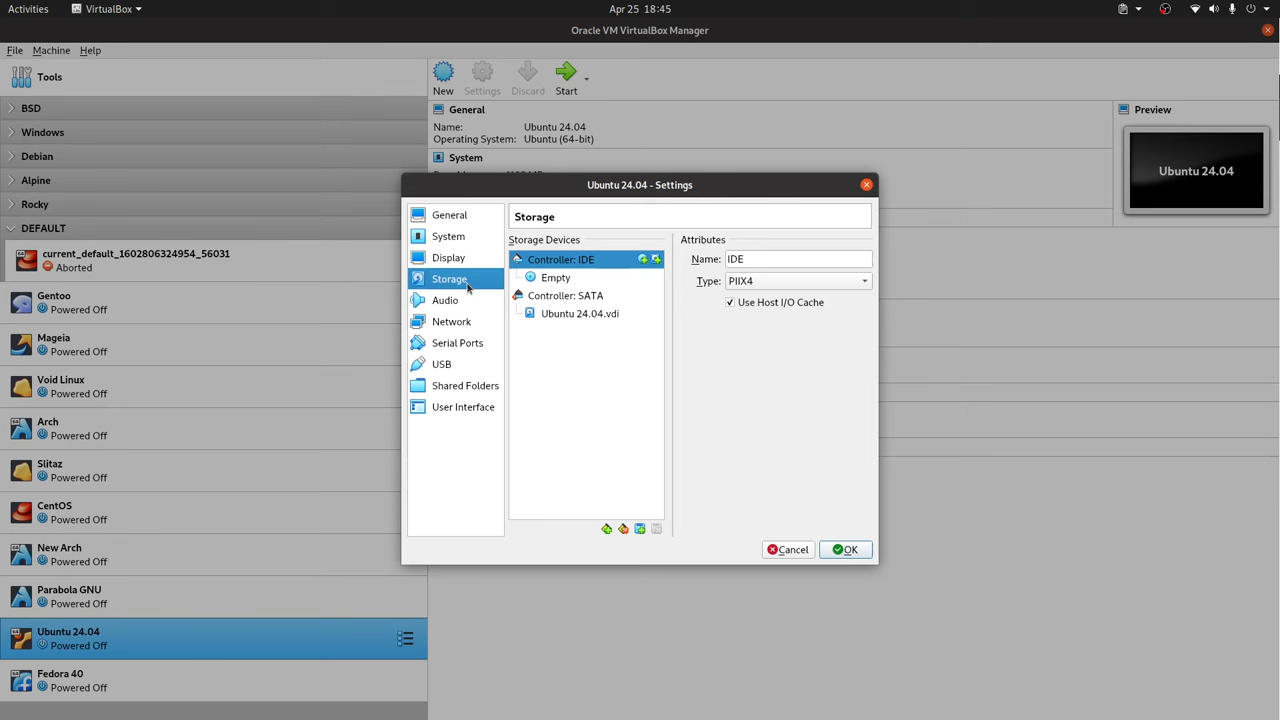 Activities VirtualBox Apr 25 18:45
Oracle VM VirtualBox Manager
File Machine Help
Tools
New Settings Discard Start
BSD
Windows
Debian
Alpine
Rocky
DEFAULT
current_default_1602806324954_56031
Aborted
Gentoo
Powered Off
Mageia
Powered Off
Void Linux
Powered Off
Arch
Powered Off
Slitaz
Powered Off
CentOS
Powered Off
New Arch
Powered Off
Parabola GNU
Powered Off
Ubuntu 24.04
Powered Off
Fedora 40
Powered Off
General
Name: Ubuntu 24.04
Operating System: Ubuntu (64-bit)
System
Preview
Ubuntu 24.04
Ubuntu 24.04 - Settings
General
System
Display
Storage
Audio
Network
Serial Ports
USB
Shared Folders
User Interface
Storage
Storage Devices
Controller: IDE
Empty
Controller: SATA
Ubuntu 24.04.vdi
Attributes
Name: IDE
Type: PIIX4
Use Host I/O Cache
Cancel OK